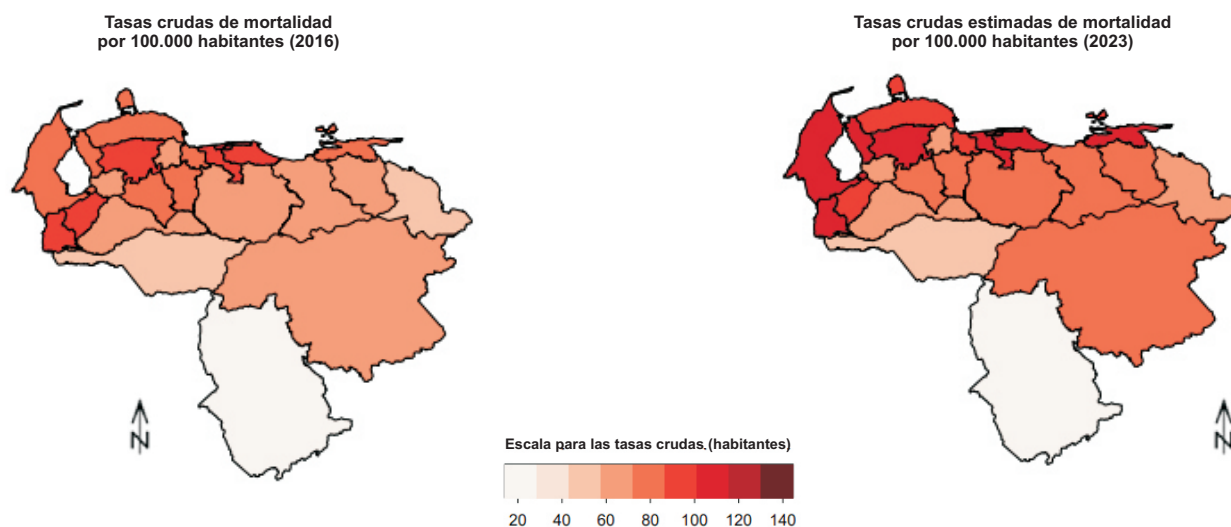 Tasas crudas de mortalidad
por 100.000 habitantes (2016)
Tasas crudas estimadas de mortalidad
por 100.000 habitantes (2023)
N
N
Escala para las tasas crudas.(habitantes)
20 40 60 80 100 120 140